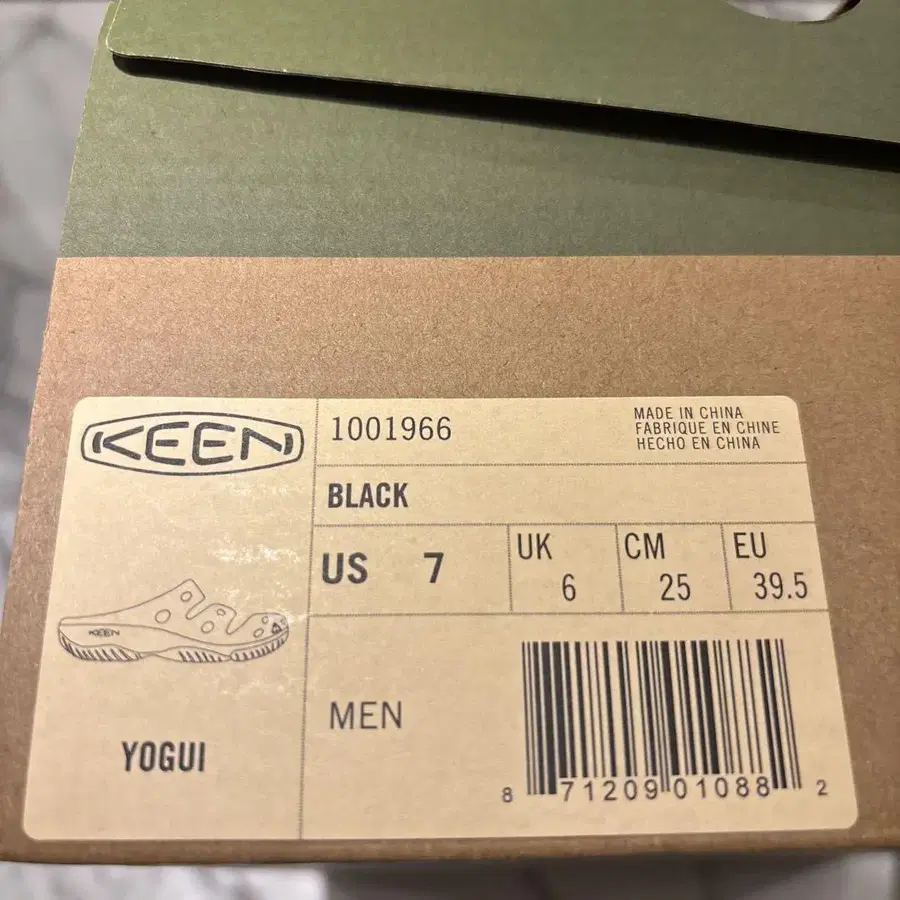 KEEN
1001966
MADE IN CHINA
FABRIQUE EN CHINE
HECHO EN CHINA
BLACK
US 7
UK 6
CM 25
EU 39.5
KEEN
YOGUI
MEN
8 71209 01088 2